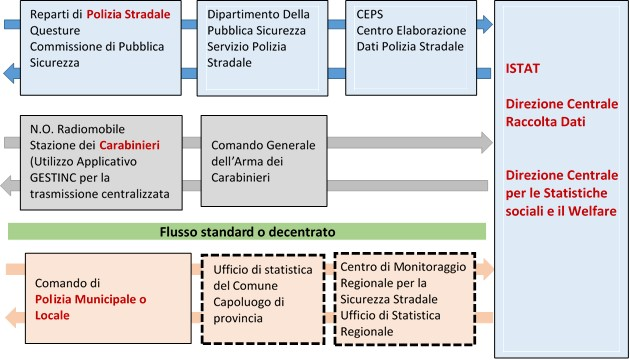 Reparti di Polizia Stradale
Questure
Commissione di Pubblica
Sicurezza
Dipartimento Della
Pubblica Sicurezza
Servizio Polizia
Stradale
CEPS
Centro Elaborazione
Dati Polizia Stradale
ISTAT
Direzione Centrale
Raccolta Dati
Direzione Centrale
per le Statistiche
sociali e il Welfare
N.O. Radiomobile
Stazione dei Carabinieri
(Utilizzo Applicativo
GESTINC per la
trasmissione centralizzata
Comando Generale
dell'Arma dei
Carabinieri
Flusso standard o decentrato
Comando di
Polizia Municipale o
Locale
Ufficio di statistica
del Comune
Capoluogo di
provincia
Centro di Monitoraggio
Regionale per la
Sicurezza Stradale
Ufficio di Statistica
Regionale